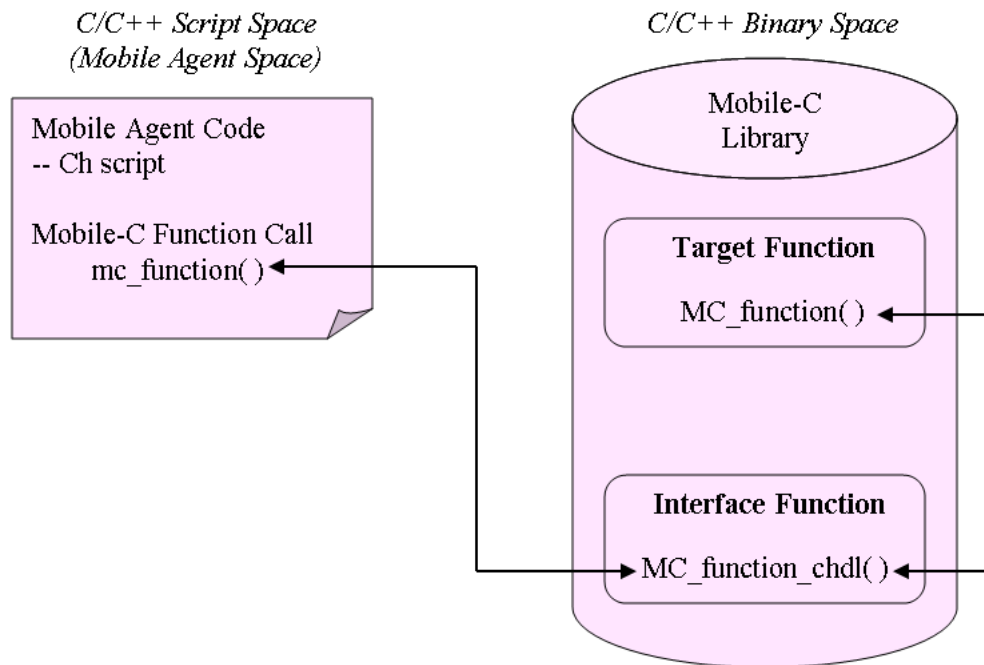 C/C++ Script Space
(Mobile Agent Space)
Mobile Agent Code
-- Ch script
Mobile-C Function Call
mc_function( )
C/C++ Binary Space
Mobile-C
Library
Target Function
MC_function( )
Interface Function
MC_function_chdl( )